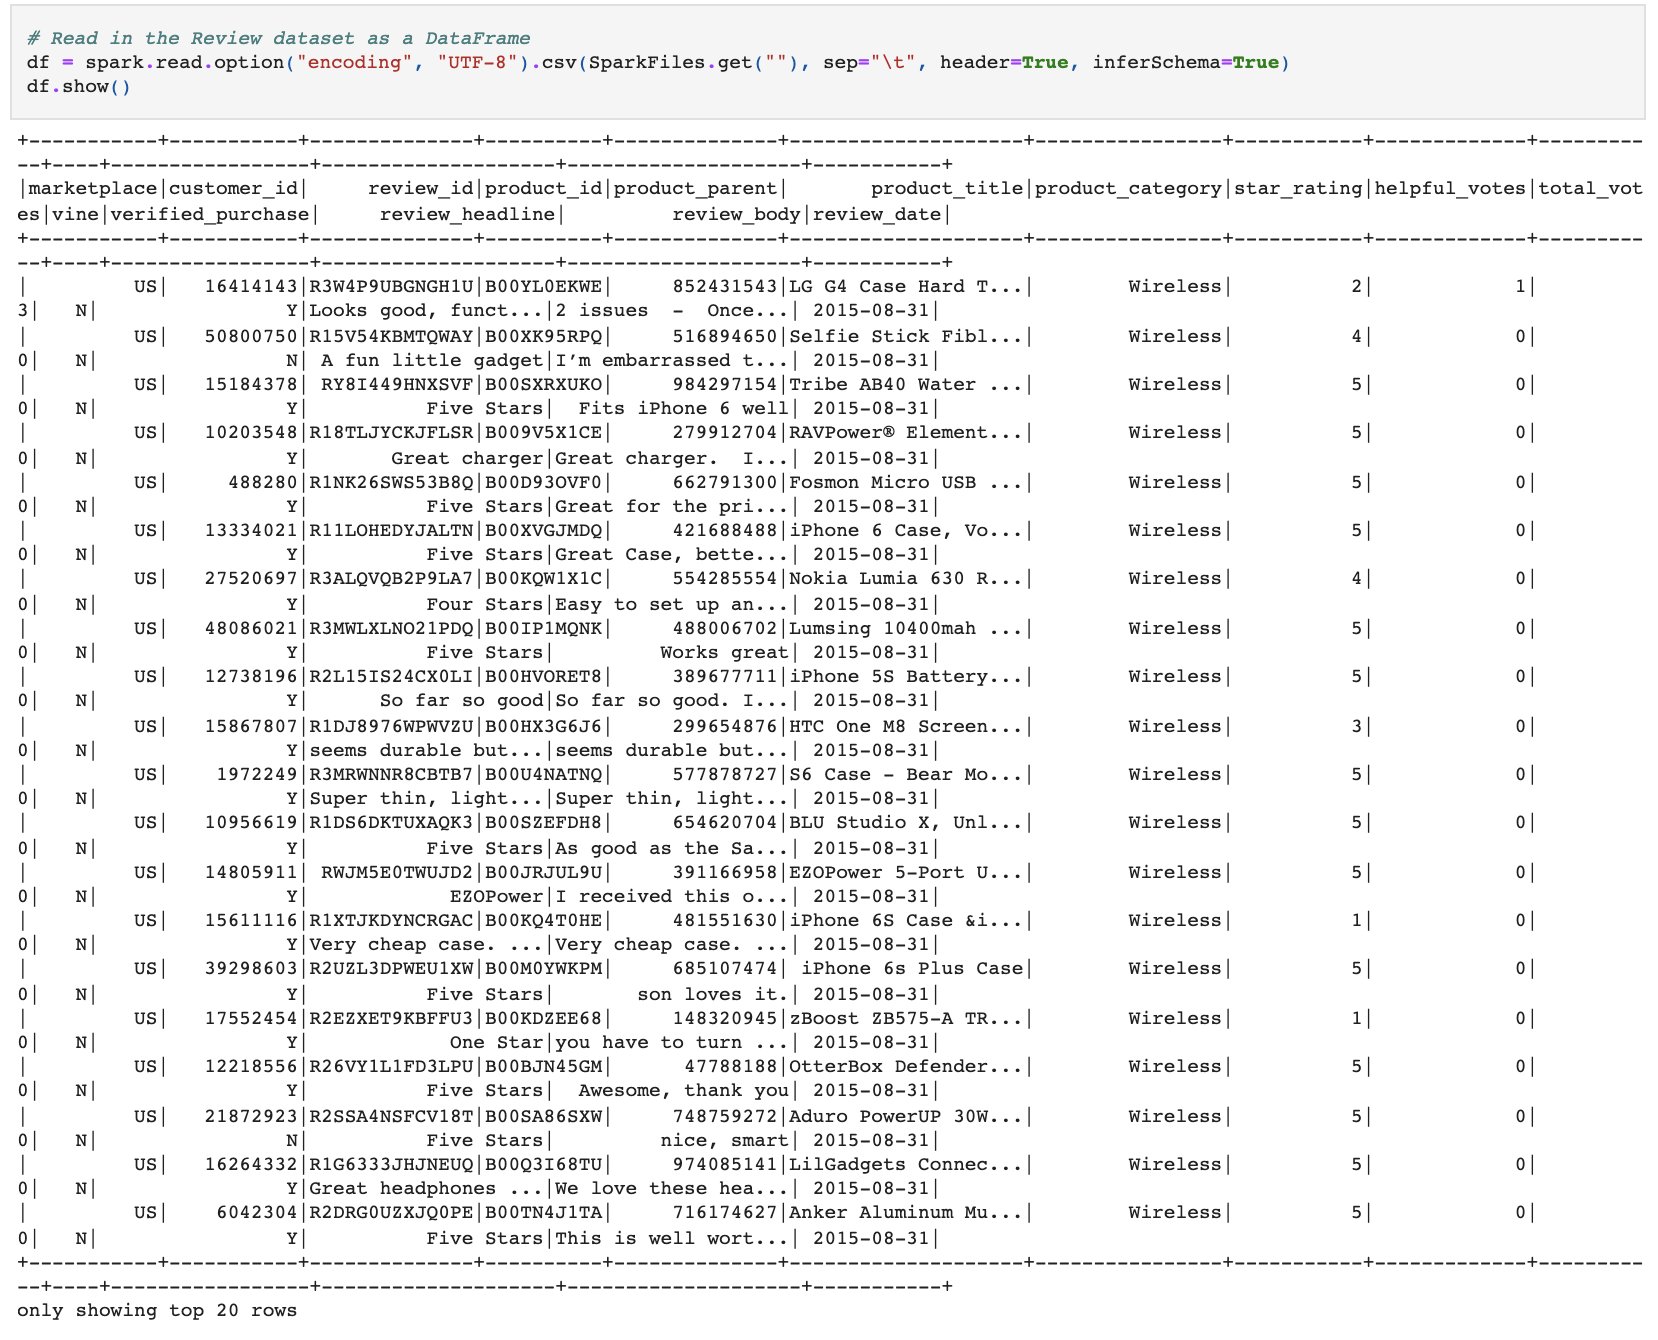 # Read in the Review dataset as a DataFrame
df = spark.read.option("encoding", "UTF-8").csv(SparkFiles.get(""), sep="\t", header=True, inferSchema=True)
df.show()
+-----------+-----------+--------------+----------+--------------+--------------------+----------------+-----------+-------------+---------
--+----+-----------------+--------------------+--------------------+-----------+
|marketplace|customer_id|     review_id|product_id|product_parent|       product_title|product_category|star_rating|helpful_votes|total_vot
es|vine|verified_purchase|     review_headline|         review_body|review_date|
+-----------+-----------+--------------+----------+--------------+--------------------+----------------+-----------+-------------+---------
--+----+-----------------+--------------------+--------------------+-----------+
|         US|   16414143|R3W4P9UBGNGH1U|B00YL0EKWE|     852431543|LG G4 Case Hard T...|        Wireless|          2|            1|
3|   N|                Y|Looks good, funct...|2 issues  -  Once...| 2015-08-31|
|         US|   50800750|R15V54KBMTQWAY|B00XK95RPQ|     516894650|Selfie Stick Fibl...|        Wireless|          4|            0|
0|   N|                N| A fun little gadget|I’m embarrassed t...| 2015-08-31|
|         US|   15184378| RY8I449HNXSVF|B00SXRXUKO|     984297154|Tribe AB40 Water ...|        Wireless|          5|            0|
0|   N|                Y|          Five Stars|  Fits iPhone 6 well| 2015-08-31|
|         US|   10203548|R18TLJYCKJFLSR|B009V5X1CE|     279912704|RAVPower® Element...|        Wireless|          5|            0|
0|   N|                Y|       Great charger|Great charger.  I...| 2015-08-31|
|         US|     488280|R1NK26SWS53B8Q|B00D93OVF0|     662791300|Fosmon Micro USB ...|        Wireless|          5|            0|
0|   N|                Y|          Five Stars|Great for the pri...| 2015-08-31|
|         US|   13334021|R11LOHEDYJALTN|B00XVGJMDQ|     421688488|iPhone 6 Case, Vo...|        Wireless|          5|            0|
0|   N|                Y|          Five Stars|Great Case, bette...| 2015-08-31|
|         US|   27520697|R3ALQVQB2P9LA7|B00KQW1X1C|     554285554|Nokia Lumia 630 R...|        Wireless|          4|            0|
0|   N|                Y|          Four Stars|Easy to set up an...| 2015-08-31|
|         US|   48086021|R3MWLXLNO21PDQ|B00IP1MQNK|     488006702|Lumsing 10400mah ...|        Wireless|          5|            0|
0|   N|                Y|          Five Stars|         Works great| 2015-08-31|
|         US|   12738196|R2L15IS24CX0LI|B00HVORET8|     389677711|iPhone 5S Battery...|        Wireless|          5|            0|
0|   N|                Y|      So far so good|So far so good. I...| 2015-08-31|
|         US|   15867807|R1DJ8976WPWVZU|B00HX3G6J6|     299654876|HTC One M8 Screen...|        Wireless|          3|            0|
0|   N|                Y|seems durable but...|seems durable but...| 2015-08-31|
|         US|    1972249|R3MRWNNR8CBTB7|B00U4NATNQ|     577878727|S6 Case - Bear Mo...|        Wireless|          5|            0|
0|   N|                Y|Super thin, light...|Super thin, light...| 2015-08-31|
|         US|   10956619|R1DS6DKTUXAQK3|B00SZEFDH8|     654620704|BLU Studio X, Unl...|        Wireless|          5|            0|
0|   N|                Y|          Five Stars|As good as the Sa...| 2015-08-31|
|         US|   14805911| RWJM5E0TWUJD2|B00JRJUL9U|     391166958|EZOPower 5-Port U...|        Wireless|          5|            0|
0|   N|                Y|            EZOPower|I received this o...| 2015-08-31|
|         US|   15611116|R1XTJKDYNCRGAC|B00KQ4T0HE|     481551630|iPhone 6S Case &i...|        Wireless|          1|            0|
0|   N|                Y|Very cheap case. ...|Very cheap case. ...| 2015-08-31|
|         US|   39298603|R2UZL3DPWEU1XW|B00M0YWKPM|     685107474| iPhone 6s Plus Case|        Wireless|          5|            0|
0|   N|                Y|          Five Stars|       son loves it.| 2015-08-31|
|         US|   17552454|R2EZXET9KBFFU3|B00KDZEE68|     148320945|zBoost ZB575-A TR...|        Wireless|          1|            0|
0|   N|                Y|            One Star|you have to turn ...| 2015-08-31|
|         US|   12218556|R26VY1L1FD3LPU|B00BJN45GM|      47788188|OtterBox Defender...|        Wireless|          5|            0|
0|   N|                Y|          Five Stars|  Awesome, thank you| 2015-08-31|
|         US|   21872923|R2SSA4NSFCV18T|B00SA86SXW|     748759272|Aduro PowerUP 30W...|        Wireless|          5|            0|
0|   N|                N|          Five Stars|         nice, smart| 2015-08-31|
|         US|   16264332|R1G6333JHJNEUQ|B00Q3I68TU|     974085141|LilGadgets Connec...|        Wireless|          5|            0|
0|   N|                Y|Great headphones ...|We love these hea...| 2015-08-31|
|         US|    6042304|R2DRG0UZXJQ0PE|B00TN4J1TA|     716174627|Anker Aluminum Mu...|        Wireless|          5|            0|
0|   N|                Y|          Five Stars|This is well wort...| 2015-08-31|
+-----------+-----------+--------------+----------+--------------+--------------------+----------------+-----------+-------------+---------
--+----+-----------------+--------------------+--------------------+-----------+
only showing top 20 rows